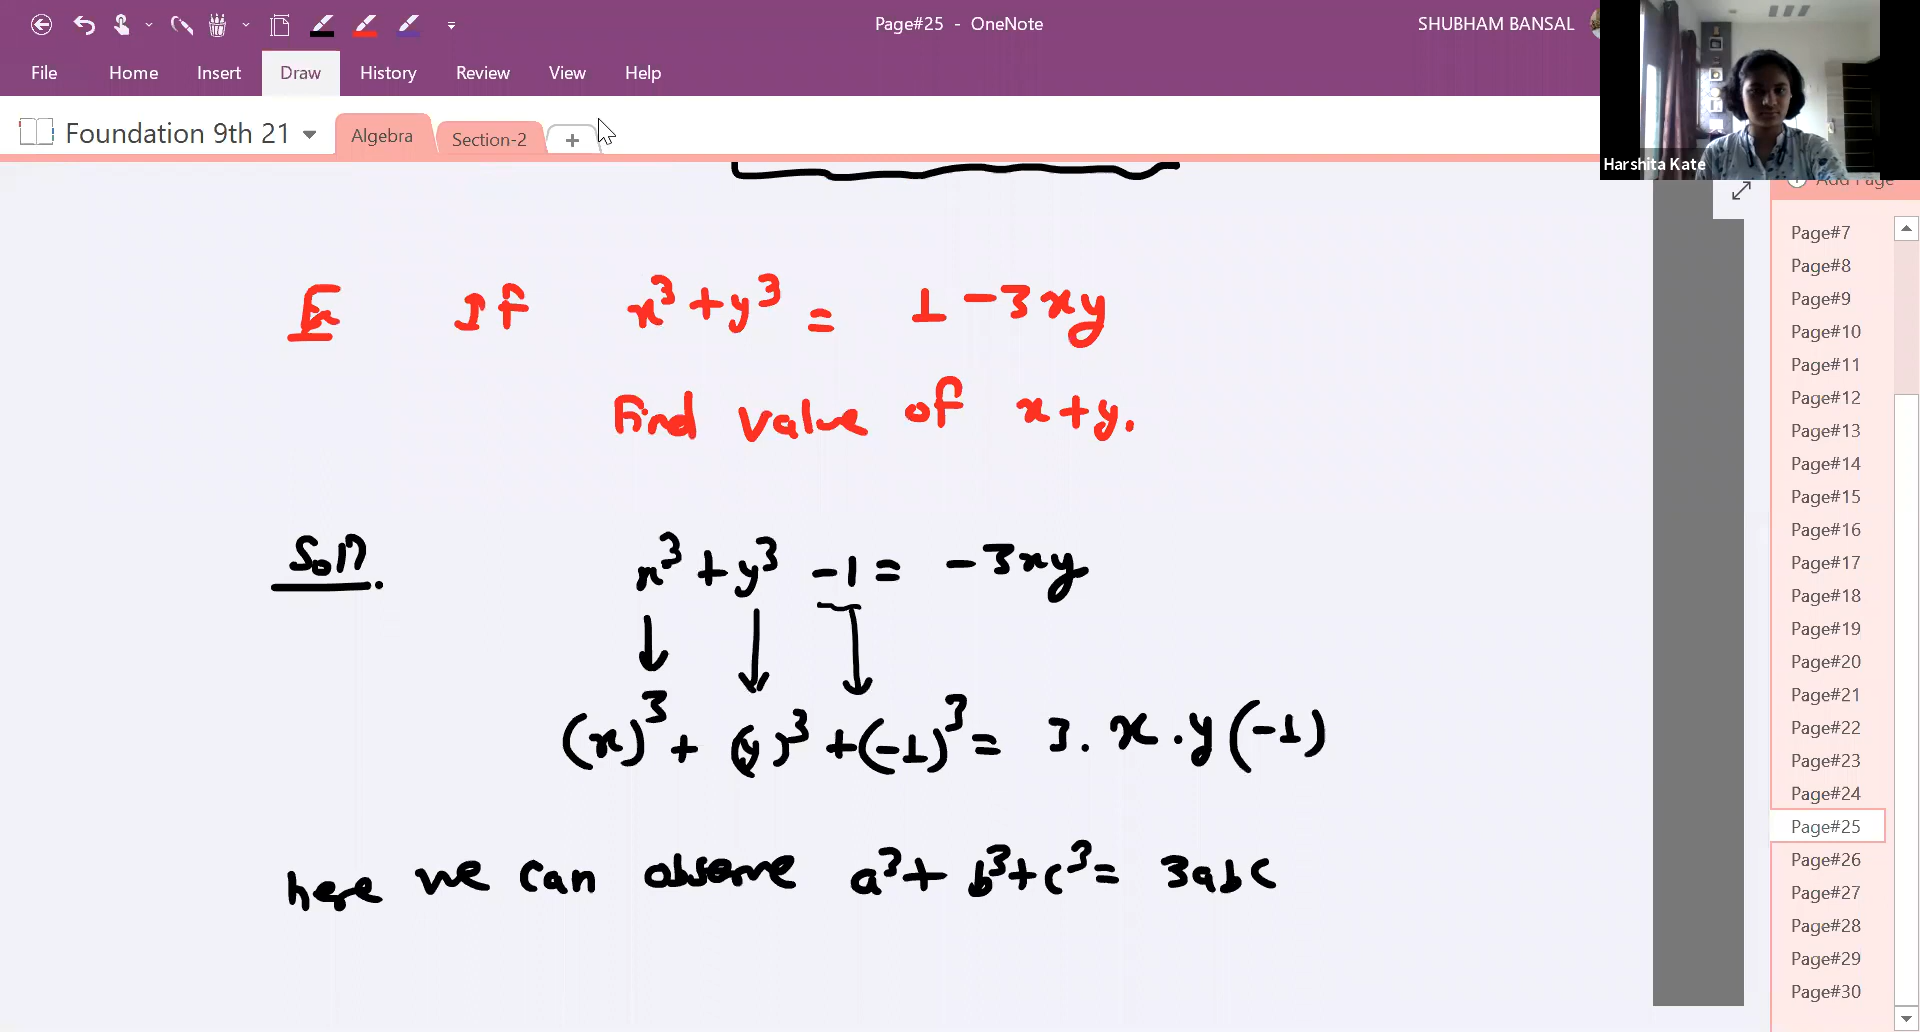 Page#25 - OneNote
SHUBHAM BANSAL
File Home Insert Draw History Review View Help
Harshita Kate
Foundation 9th 21
Algebra
Section-2
+
Add Page
Ex If x³ + y³ = 1 - 3xy
Find value of x+y.
Soln.
x³ + y³ - 1 = -3xy
(x)³ + (y)³ + (-1)³ = 3. x . y (-1)
here we can observe a³ + b³ + c³ = 3abc
Page#7
Page#8
Page#9
Page#10
Page#11
Page#12
Page#13
Page#14
Page#15
Page#16
Page#17
Page#18
Page#19
Page#20
Page#21
Page#22
Page#23
Page#24
Page#25
Page#26
Page#27
Page#28
Page#29
Page#30